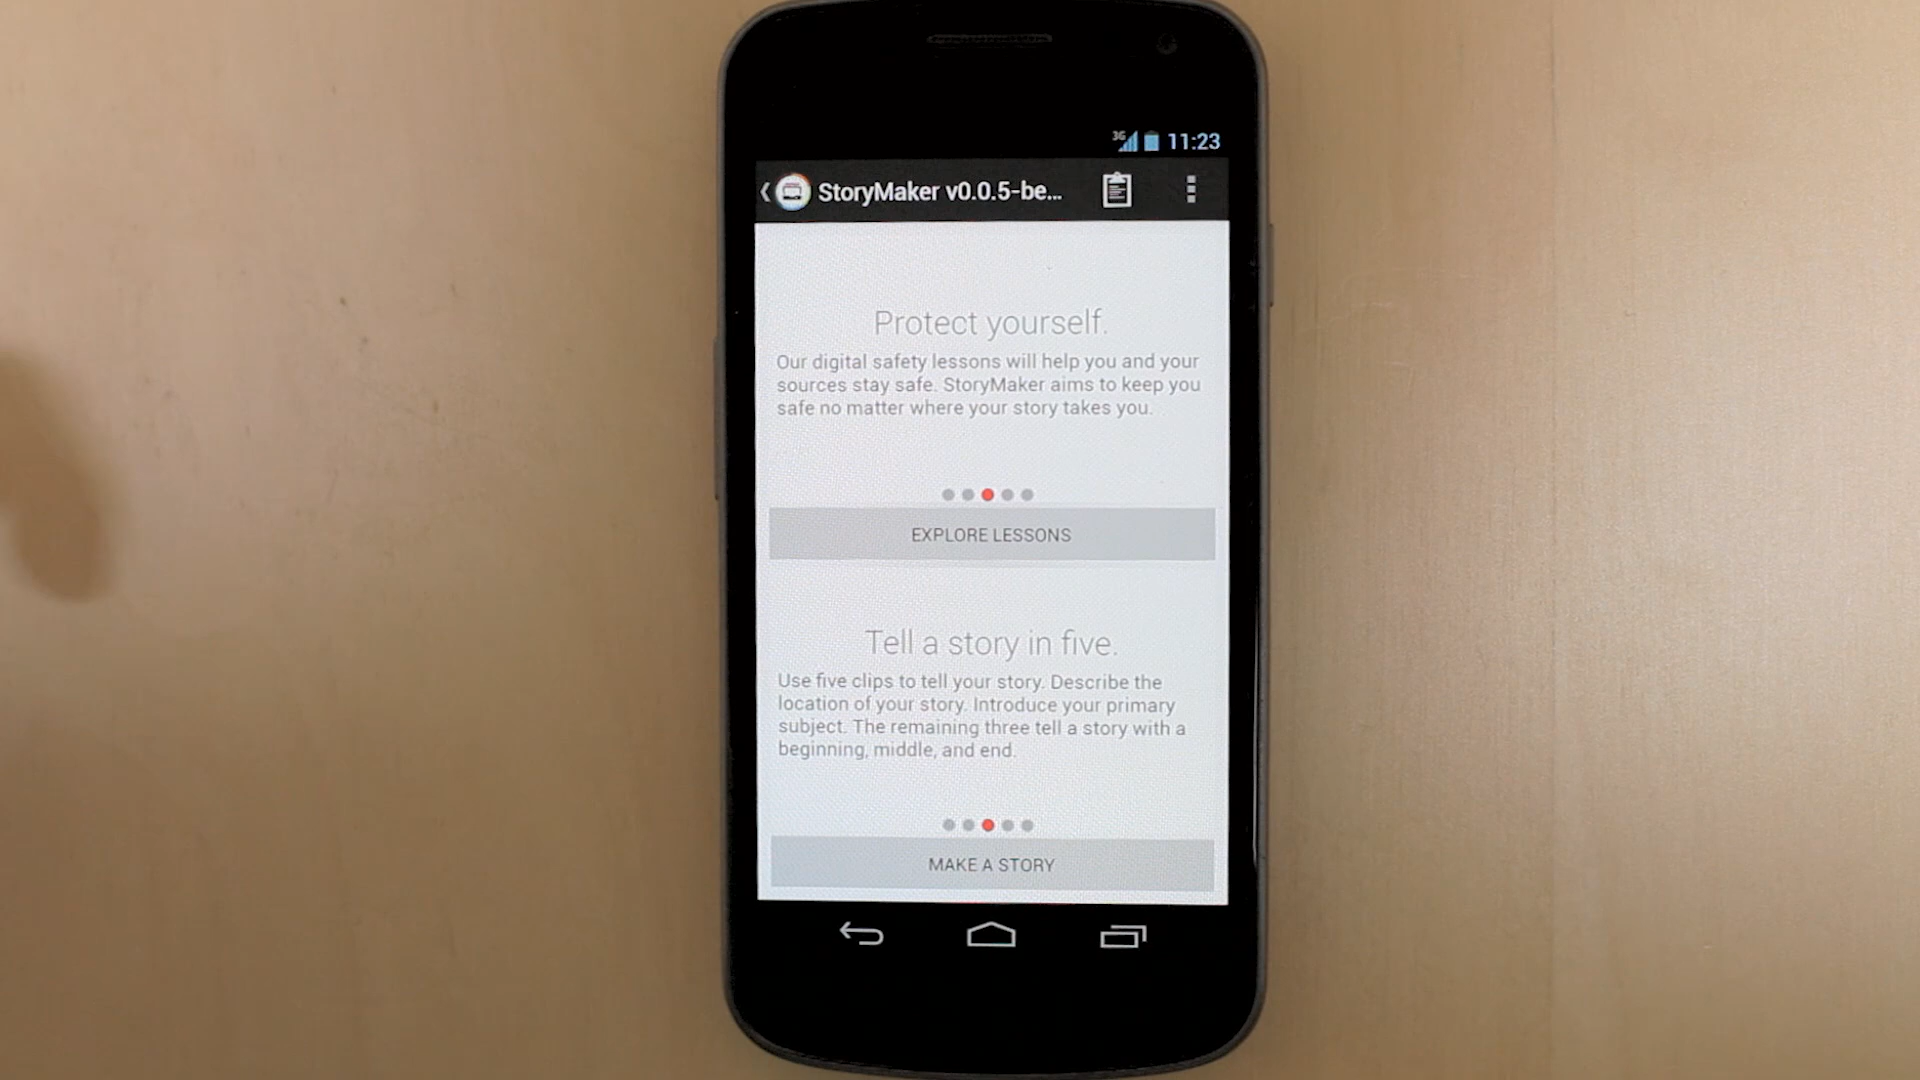 3G 11:23
StoryMaker v0.0.5-be...
Protect yourself.
Our digital safety lessons will help you and your
sources stay safe. StoryMaker aims to keep you
safe no matter where your story takes you.
EXPLORE LESSONS
Tell a story in five.
Use five clips to tell your story. Describe the
location of your story. Introduce your primary
subject. The remaining three tell a story with a
beginning, middle, and end.
MAKE A STORY